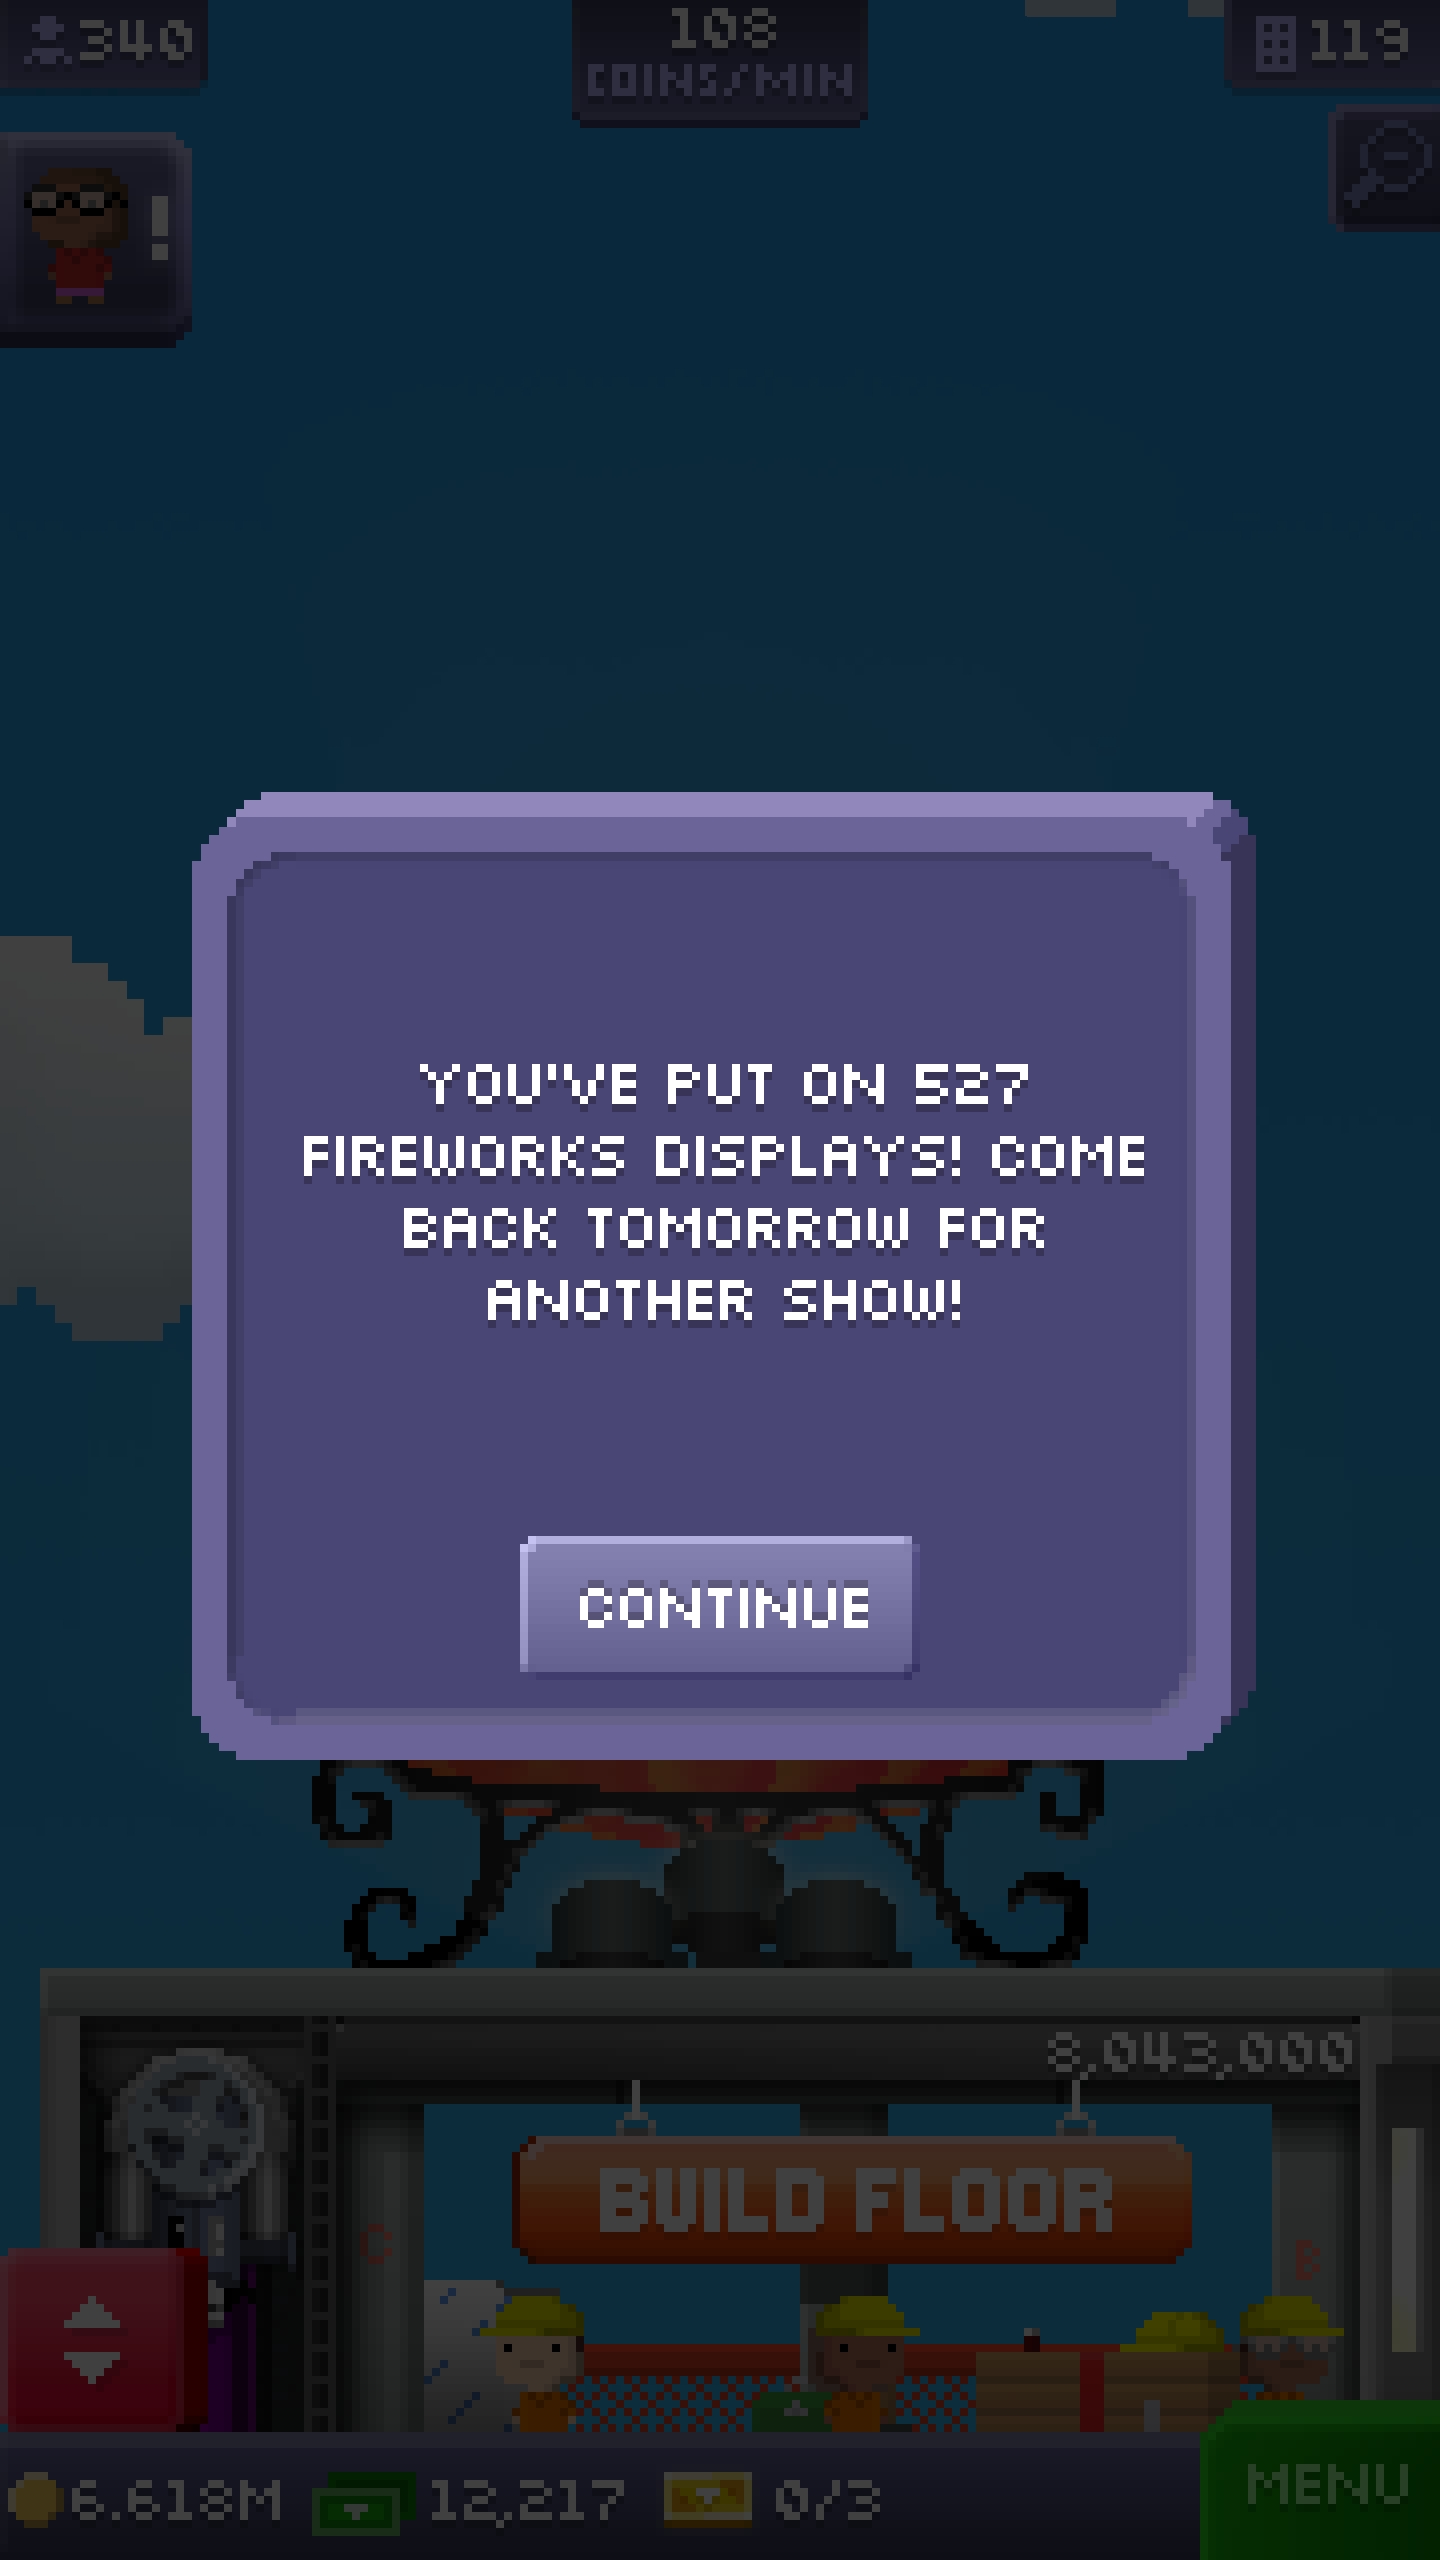 340
108
COINS/MIN
119
!
YOU'VE PUT ON 527
FIREWORKS DISPLAYS! COME
BACK TOMORROW FOR
ANOTHER SHOW!
CONTINUE
8,043,000
BUILD FLOOR
C
B
6.618M
12,217
0/3
MENU